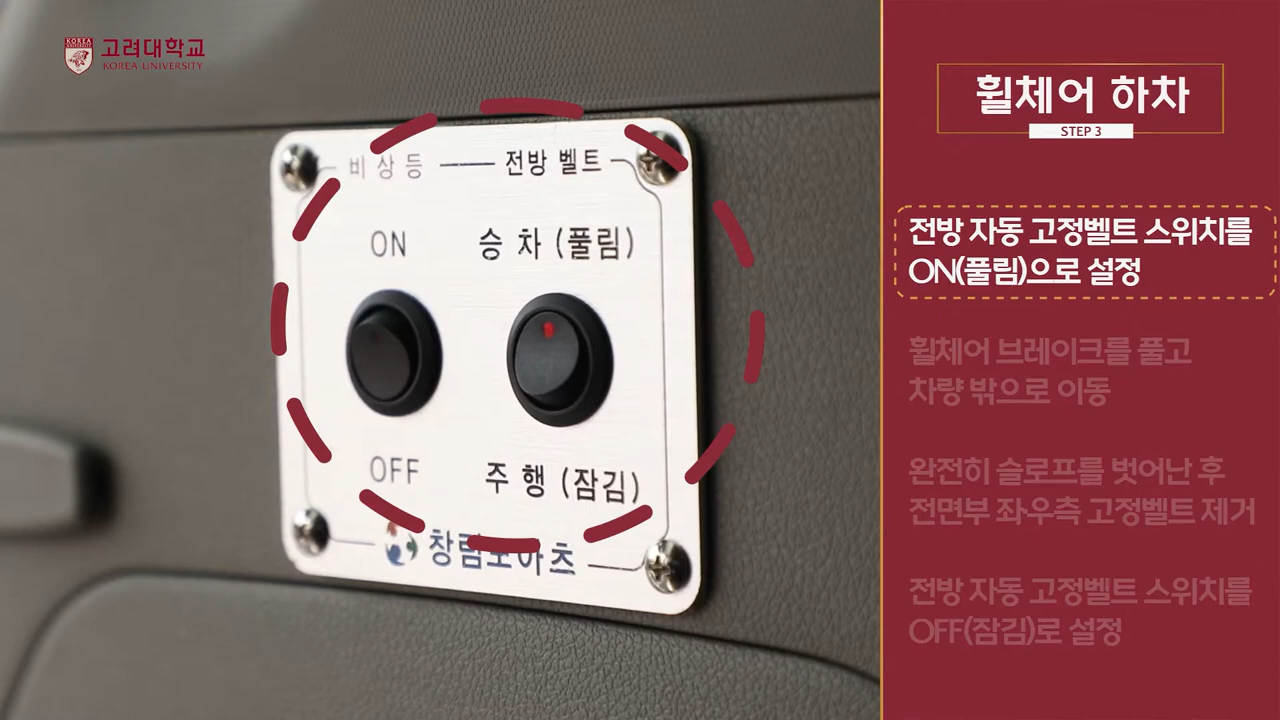 KOREA
고려대학교
KOREA UNIVERSITY
비상등 전방 벨트
ON 승 차 (풀림)
OFF 주 행 (잠김)
창림모아츠
휠체어 하차
STEP 3
전방 자동 고정벨트 스위치를
ON(풀림)으로 설정
휠체어 브레이크를 풀고
차량 밖으로 이동
완전히 슬로프를 벗어난 후
전면부 좌·우측 고정벨트 제거
전방 자동 고정벨트 스위치를
OFF(잠김)로 설정